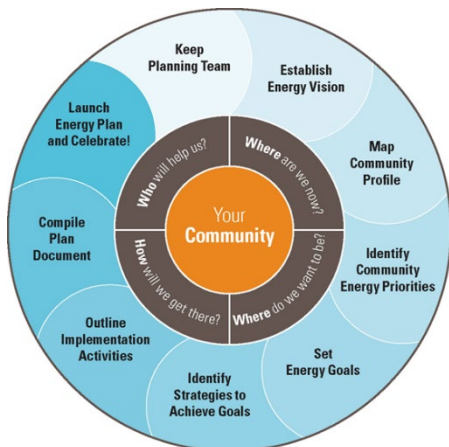 Keep
Planning Team
Establish
Energy Vision
Map
Community
Profile
Identify
Community
Energy Priorities
Set
Energy Goals
Identify
Strategies to
Achieve Goals
Outline
Implementation
Activities
Compile
Plan
Document
Launch
Energy Plan
and Celebrate!
Who will help us?
Where are we now?
Where do we want to be?
How will we get there?
Your
Community